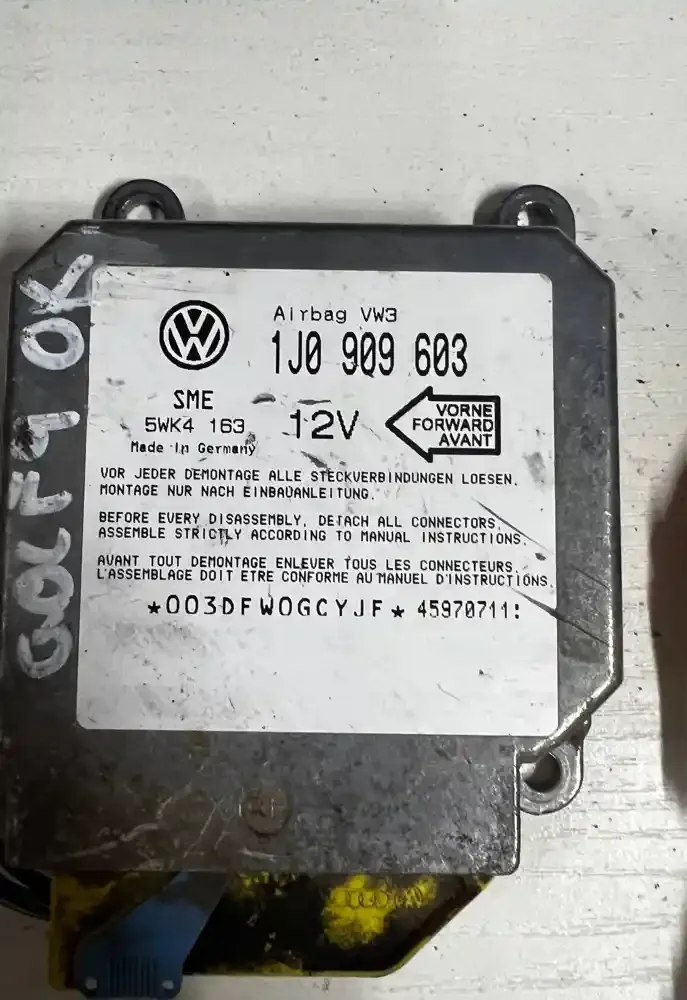 Airbag VW3
1J0 909 603
SME
5WK4 163
Made in Germany
12V
VORNE
FORWARD
AVANT
VOR JEDER DEMONTAGE ALLE STECKVERBINDUNGEN LOESEN.
MONTAGE NUR NACH EINBAUANLEITUNG.
BEFORE EVERY DISASSEMBLY, DETACH ALL CONNECTORS.
ASSEMBLE STRICTLY ACCORDING TO MANUAL INSTRUCTIONS.
AVANT TOUT DEMONTAGE ENLEVER TOUS LES CONNECTEURS.
L'ASSEMBLAGE DOIT ETRE CONFORME AU MANUEL D'INSTRUCTIONS.
*003DFW0GCYJF* 45970711:
GOLF 9 OK